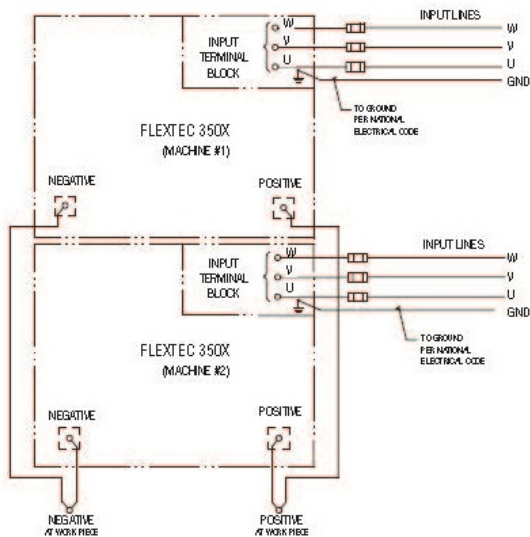 INPUT LINES
W
W
INPUT
TERMINAL
BLOCK
V
V
U
U
GND
TO GROUND
PER NATIONAL
ELECTRICAL CODE
FLEXTEC 350X
(MACHINE #1)
NEGATIVE
POSITIVE
INPUT LINES
W
W
INPUT
TERMINAL
BLOCK
V
V
U
U
GND
TO GROUND
PER NATIONAL
ELECTRICAL CODE
FLEXTEC 350X
(MACHINE #2)
NEGATIVE
POSITIVE
NEGATIVE
AT WORK PIECE
POSITIVE
AT WORK PIECE